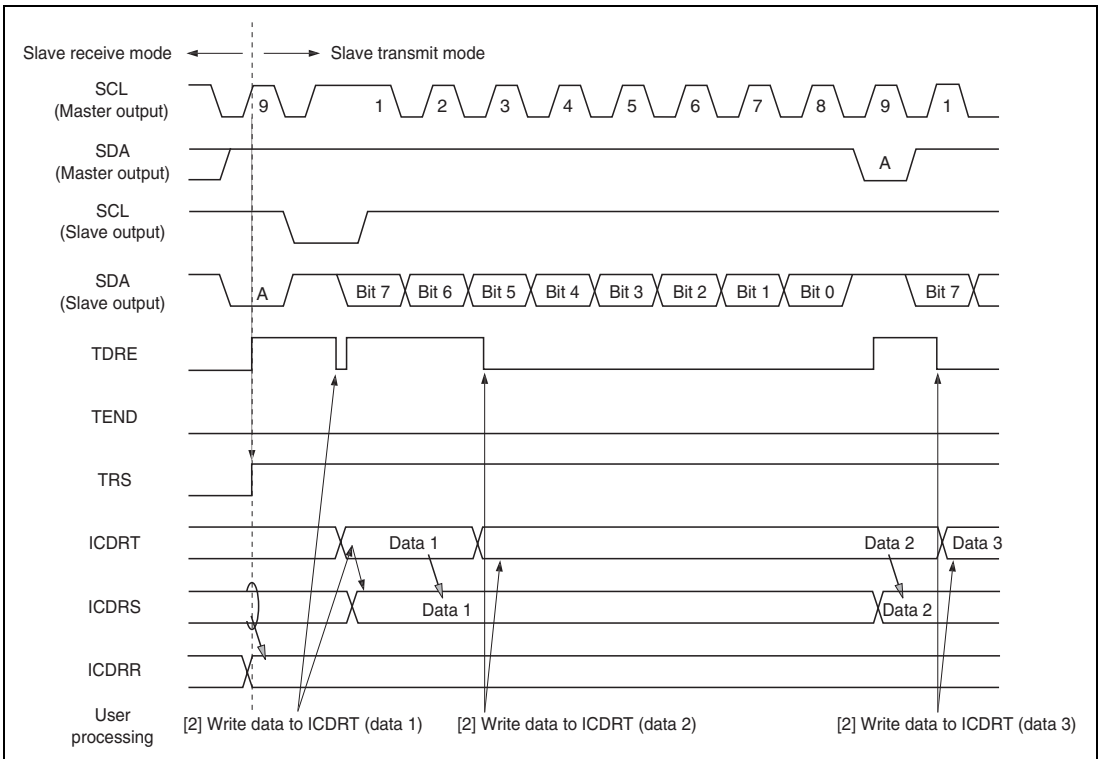 Slave receive mode Slave transmit mode
SCL
(Master output)
9 1 2 3 4 5 6 7 8 9 1
SDA
(Master output)
A
SCL
(Slave output)
SDA
(Slave output)
A Bit 7 Bit 6 Bit 5 Bit 4 Bit 3 Bit 2 Bit 1 Bit 0 Bit 7
TDRE
TEND
TRS
ICDRT Data 1 Data 2 Data 3
ICDRS Data 1 Data 2
ICDRR
User
processing
[2] Write data to ICDRT (data 1) [2] Write data to ICDRT (data 2) [2] Write data to ICDRT (data 3)